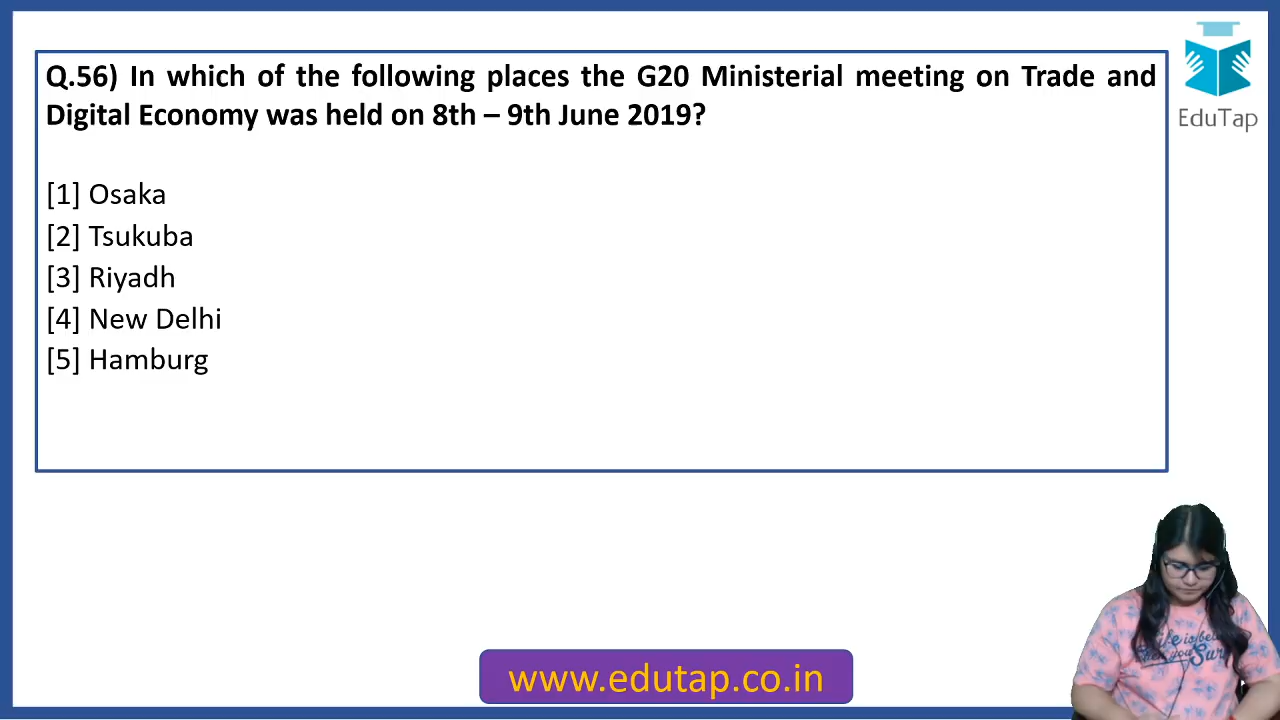 Q.56) In which of the following places the G20 Ministerial meeting on Trade and
Digital Economy was held on 8th – 9th June 2019?
[1] Osaka
[2] Tsukuba
[3] Riyadh
[4] New Delhi
[5] Hamburg
EduTap
www.edutap.co.in